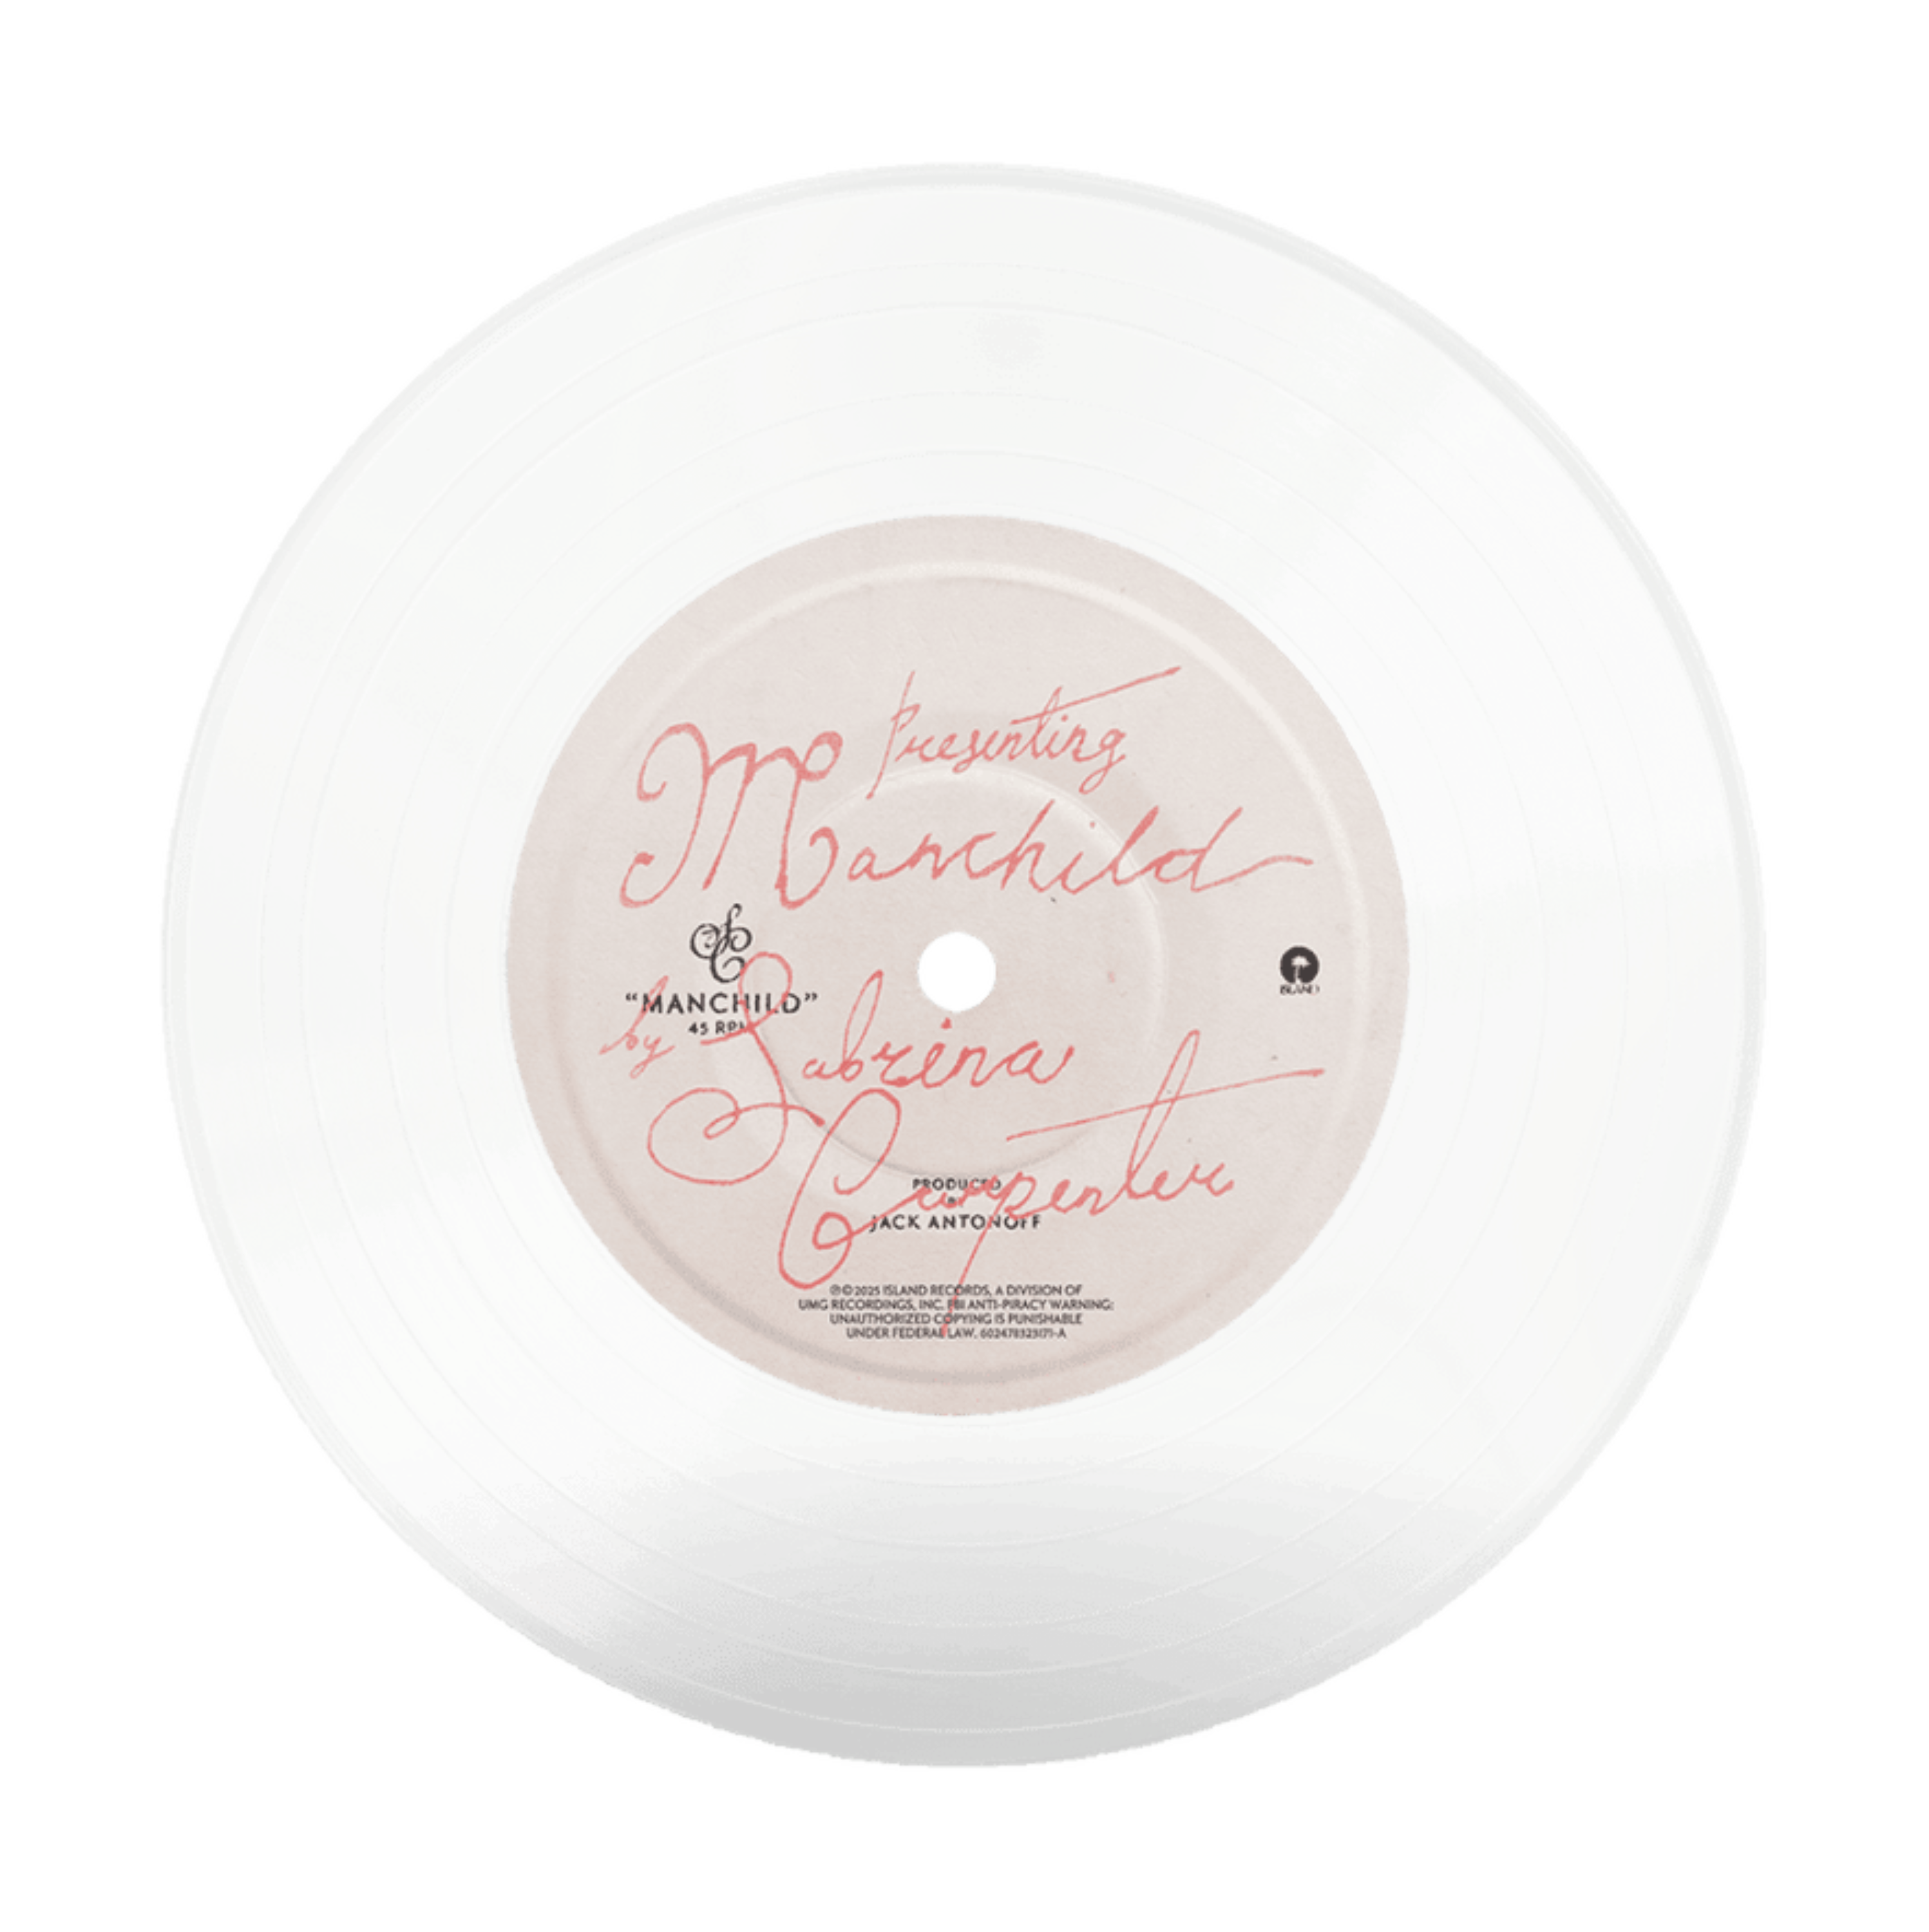 Presenting
Manchild
"MANCHILD"
45 RPM
by Sabrina
Carpenter
ISLAND
PRODUCED
BY
JACK ANTONOFF
℗©2025 ISLAND RECORDS, A DIVISION OF
UMG RECORDINGS, INC. FBI ANTI-PIRACY WARNING:
UNAUTHORIZED COPYING IS PUNISHABLE
UNDER FEDERAL LAW. 602478323171-A